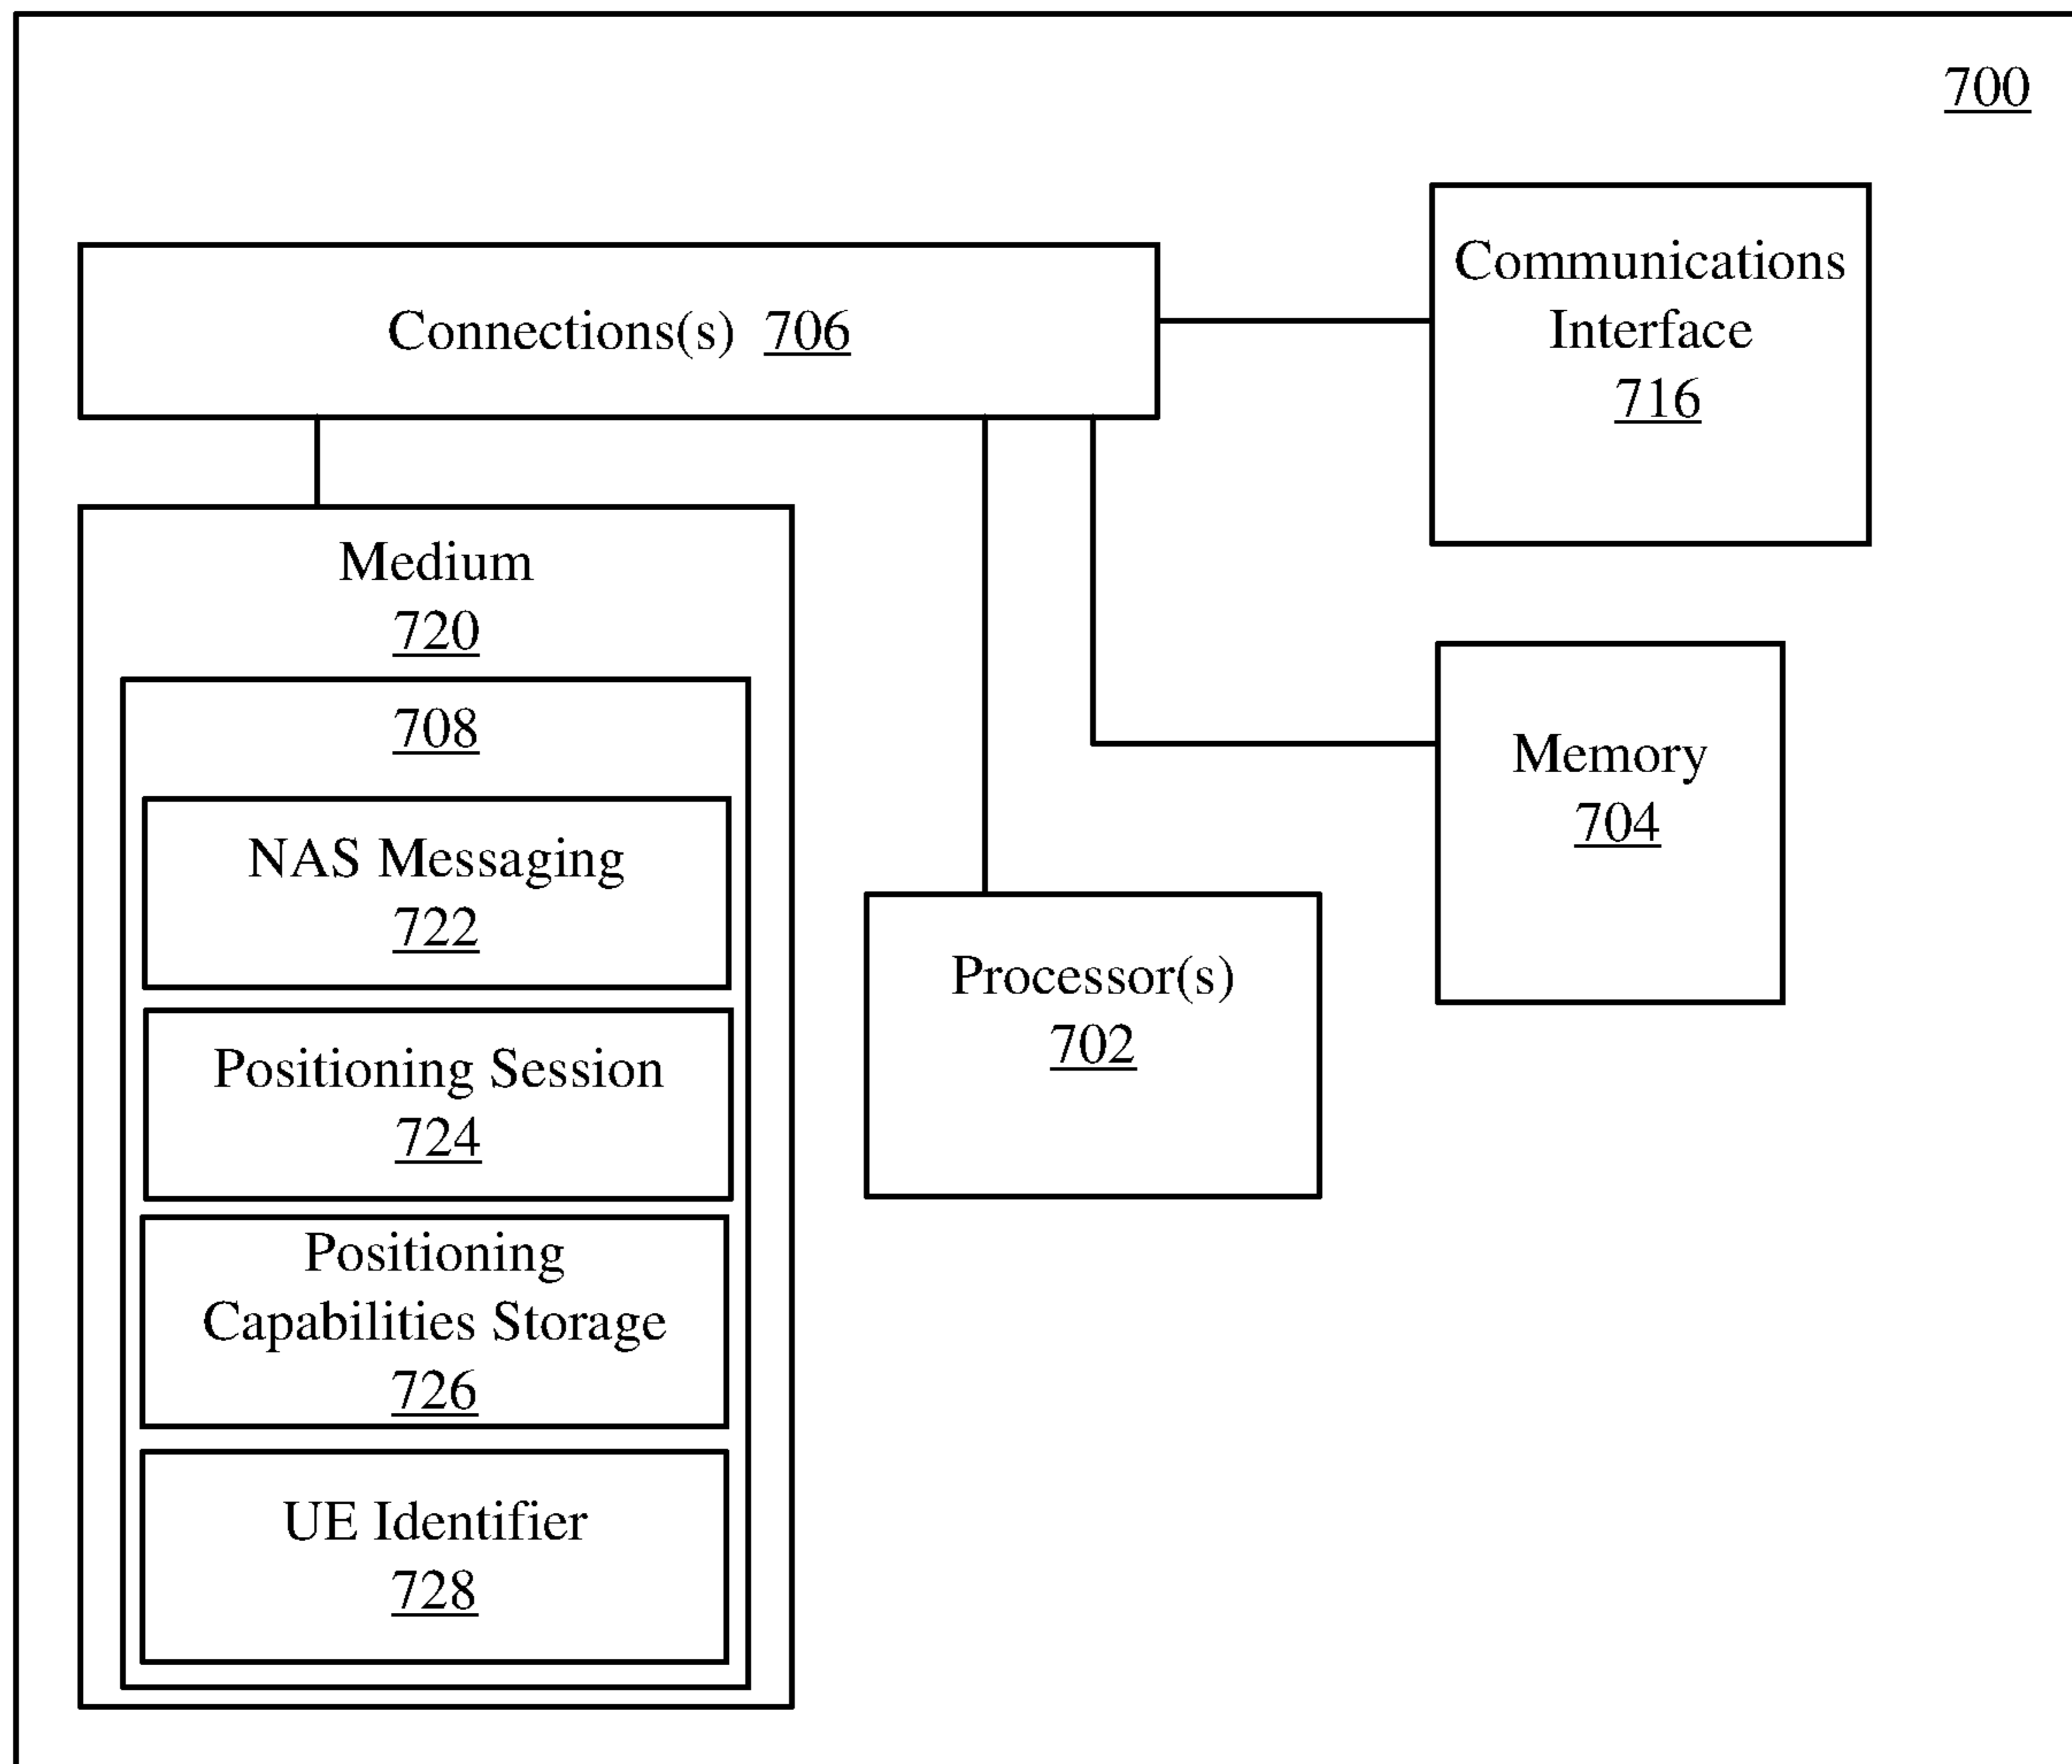 700
Connections(s) 706
Communications
Interface
716
Medium
720
708
NAS Messaging
722
Positioning Session
724
Positioning
Capabilities Storage
726
UE Identifier
728
Processor(s)
702
Memory
704